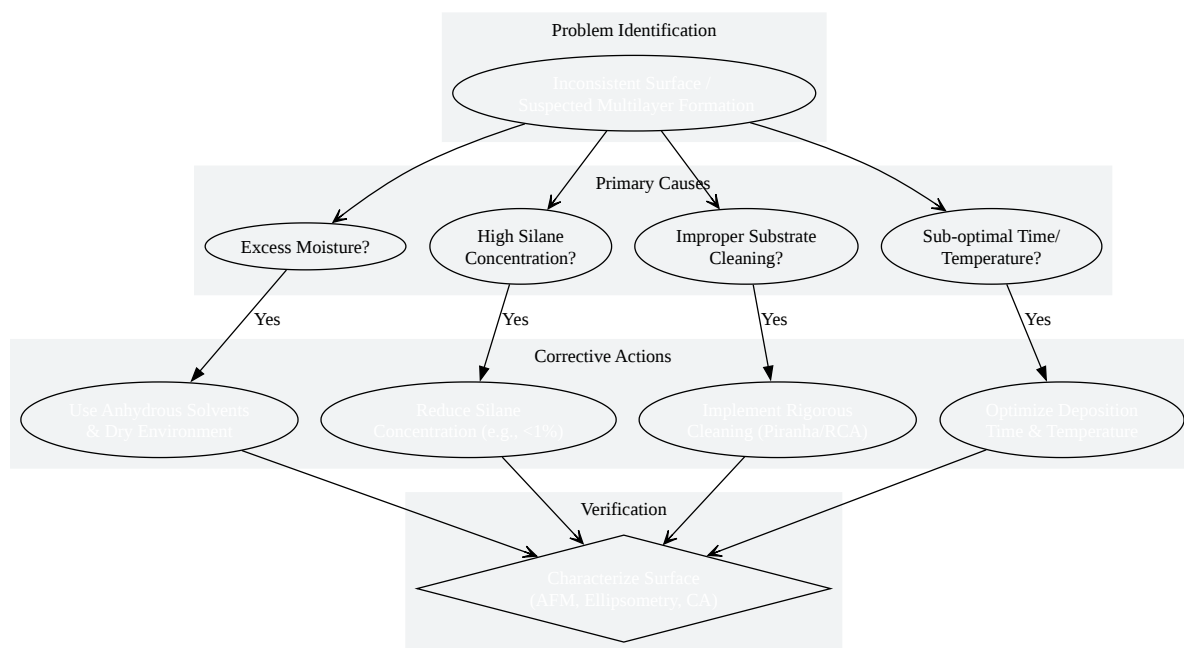 Problem Identification
Inconsistent Surface /
Suspected Multilayer Formation
Primary Causes
Excess Moisture?
High Silane
Concentration?
Improper Substrate
Cleaning?
Sub-optimal Time/
Temperature?
Yes
Yes
Yes
Yes
Corrective Actions
Use Anhydrous Solvents
& Dry Environment
Reduce Silane
Concentration (e.g., <1%)
Implement Rigorous
Cleaning (Piranha/RCA)
Optimize Deposition
Time & Temperature
Verification
Characterize Surface
(AFM, Ellipsometry, CA)